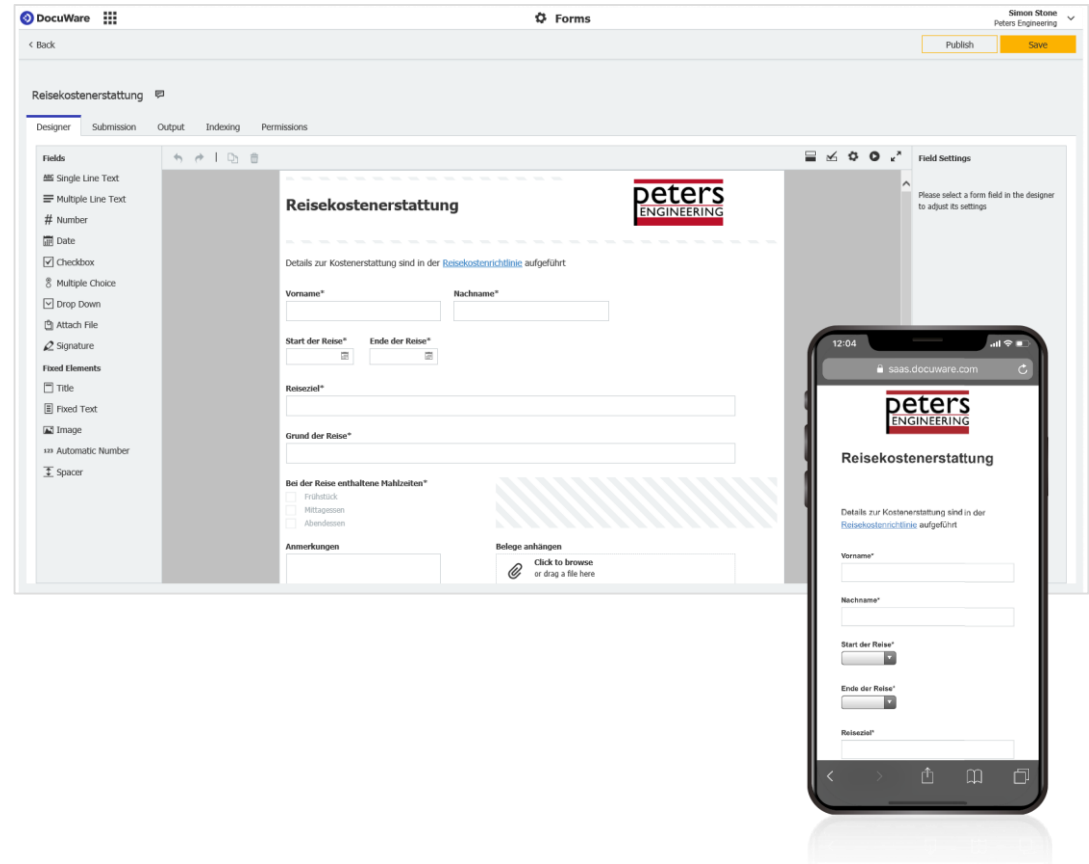 DocuWare
Forms
Simon Stone
Peters Engineering
< Back
Publish
Save
Reisekostenerstattung
Designer Submission Output Indexing Permissions
Fields
Single Line Text
Multiple Line Text
Number
Date
Checkbox
Multiple Choice
Drop Down
Attach File
Signature
Fixed Elements
Title
Fixed Text
Image
123 Automatic Number
Spacer
Reisekostenerstattung
peters
ENGINEERING
Details zur Kostenerstattung sind in der Reisekostenrichtlinie aufgeführt
Vorname* Nachname*
Start der Reise* Ende der Reise*
Reiseziel*
Grund der Reise*
Bei der Reise enthaltene Mahlzeiten*
Frühstück
Mittagessen
Abendessen
Anmerkungen Belege anhängen
Click to browse
or drag a file here
Field Settings
Please select a form field in the designer
to adjust its settings
12:04
saas.docuware.com
peters
ENGINEERING
Reisekostenerstattung
Details zur Kostenerstattung sind in der
Reisekostenrichtlinie aufgeführt
Vorname*
Nachname*
Start der Reise*
Ende der Reise*
Reiseziel*